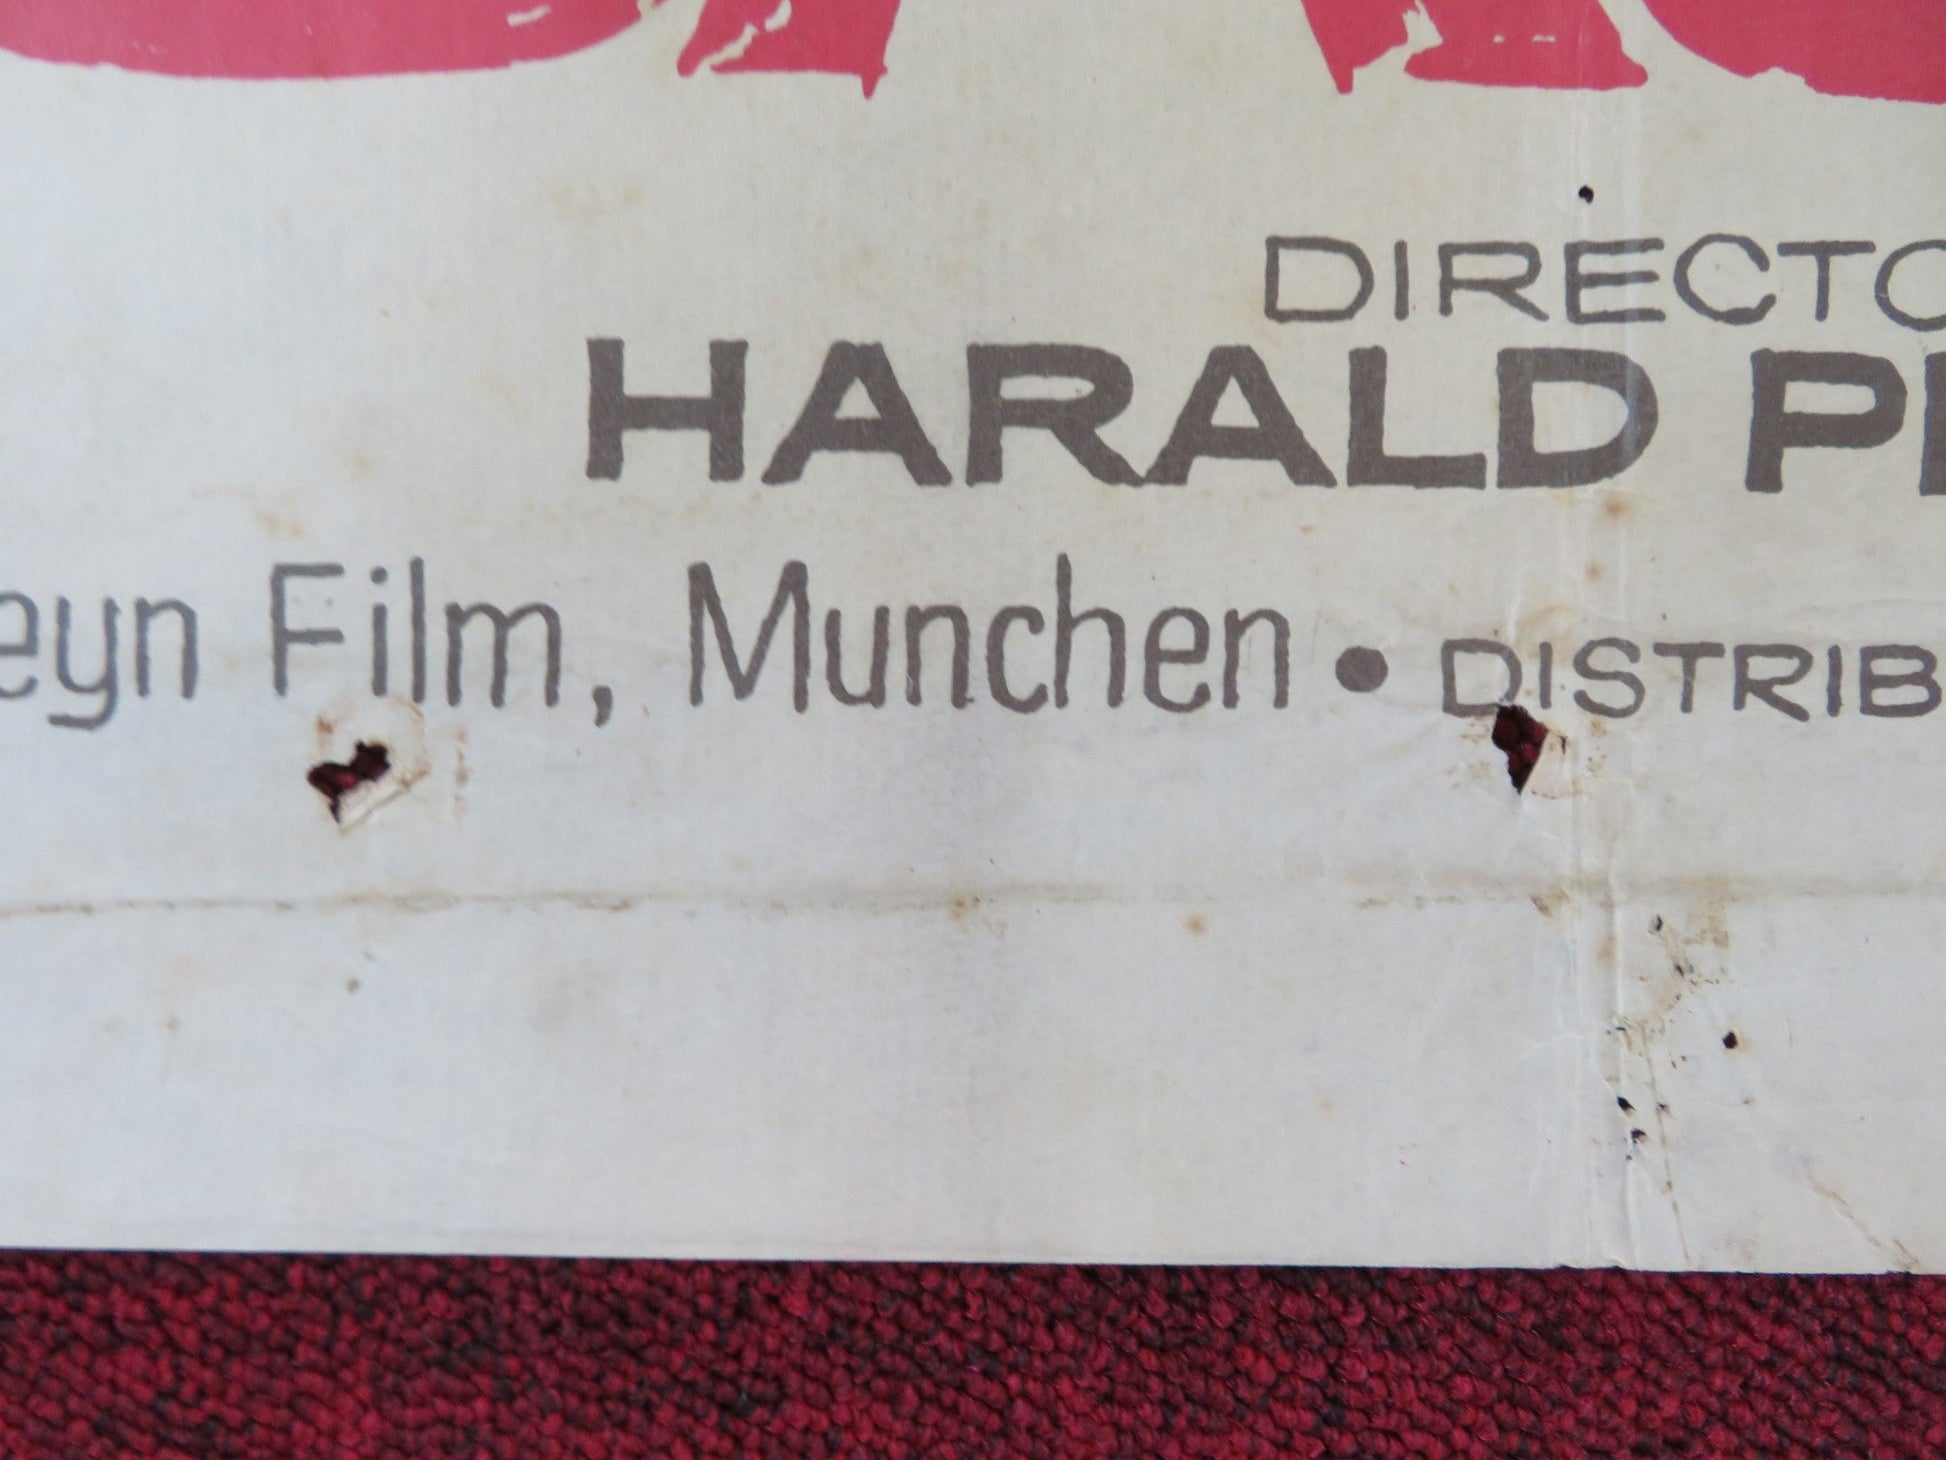 DIRECTO
HARALD P
eyn Film, Munchen • DISTRIB